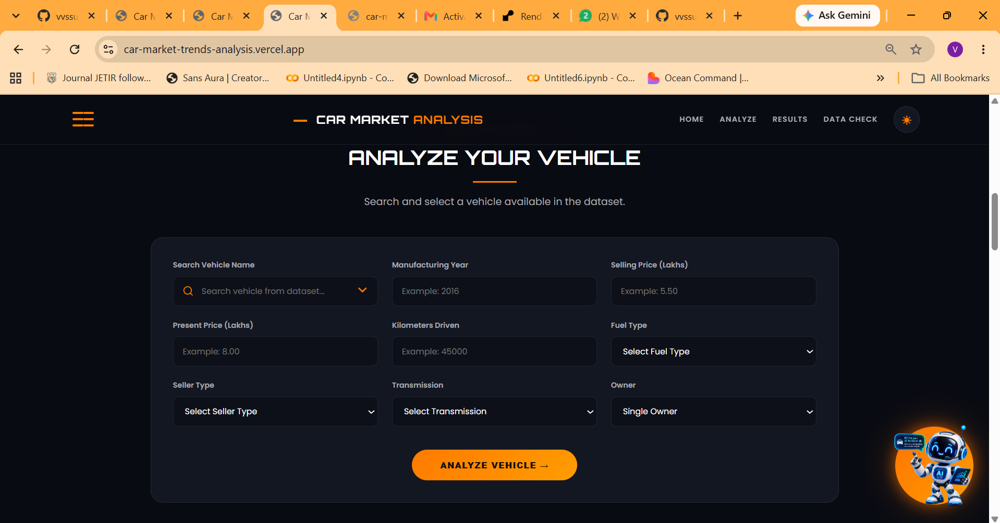 vvssu
Car M
Car M
Car M
car-m
Activ
Rend
(2) W
vvssu
Ask Gemini
car-market-trends-analysis.vercel.app
V
Journal JETIR follow...
Sans Aura | Creator...
Untitled4.ipynb - Co...
Download Microsof...
Untitled6.ipynb - Co...
Ocean Command |...
All Bookmarks
CAR MARKET ANALYSIS
HOME
ANALYZE
RESULTS
DATA CHECK
ANALYZE YOUR VEHICLE
Search and select a vehicle available in the dataset.
Search Vehicle Name
Manufacturing Year
Selling Price (Lakhs)
Search vehicle from dataset...
Example: 2016
Example: 5.50
Present Price (Lakhs)
Kilometers Driven
Fuel Type
Example: 8.00
Example: 45000
Select Fuel Type
Seller Type
Transmission
Owner
Select Seller Type
Select Transmission
Single Owner
ANALYZE VEHICLE →
Hi! I'm your
AI Assistant
AI